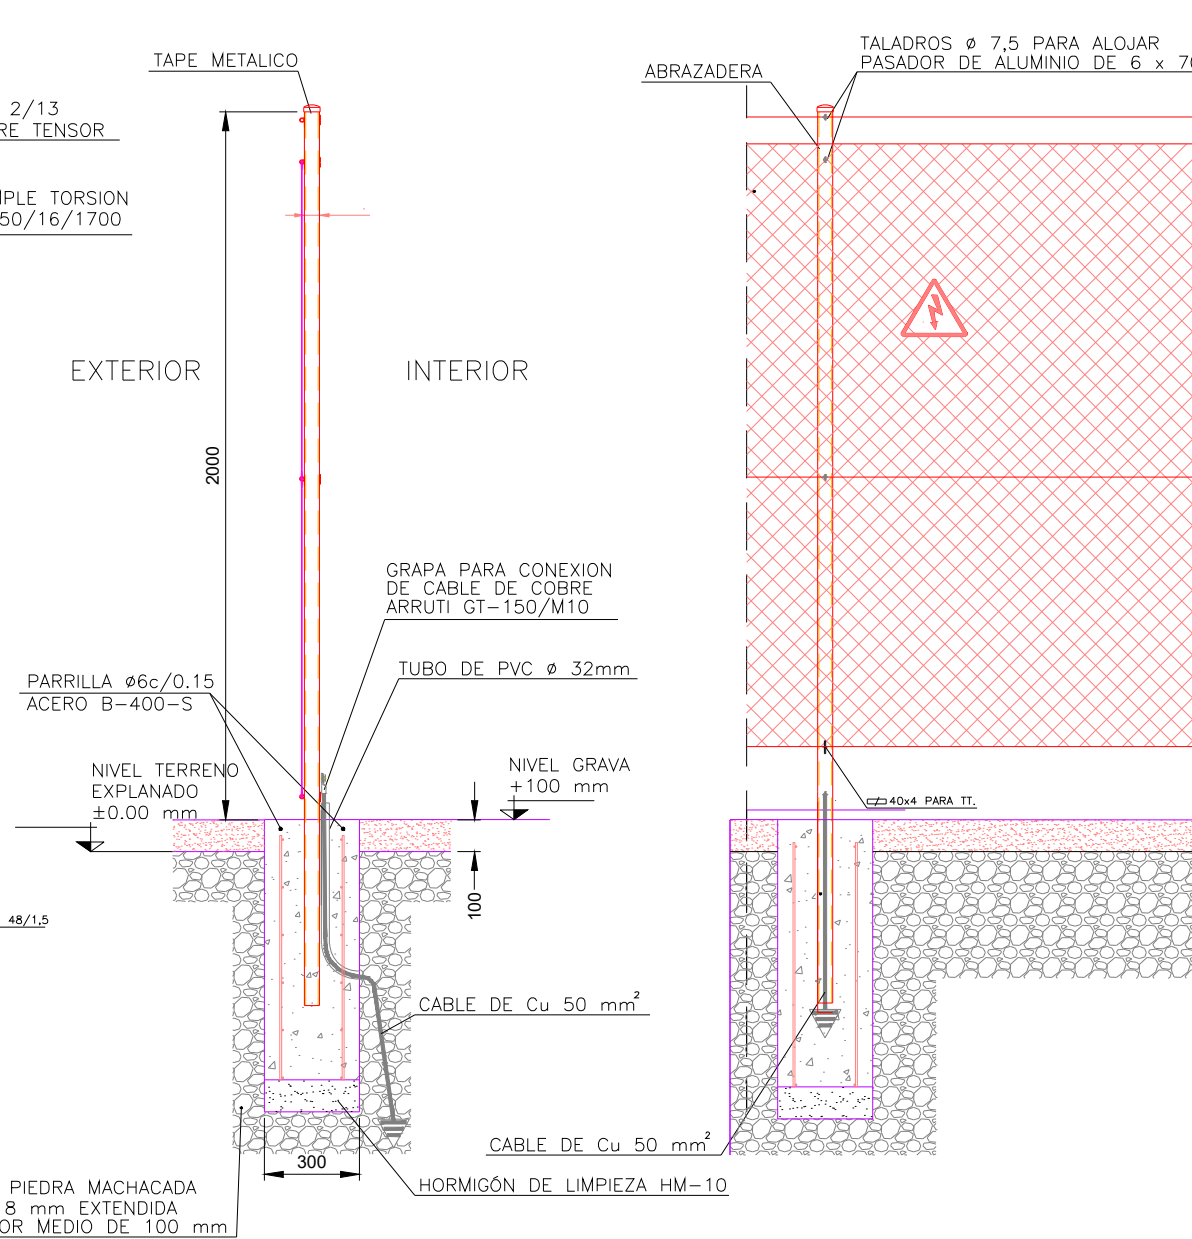 TAPE METALICO
2/13
RE TENSOR
MPLE TORSION
50/16/1700
EXTERIOR
INTERIOR
2000
GRAPA PARA CONEXION
DE CABLE DE COBRE
ARRUTI GT-150/M10
TUBO DE PVC ø 32mm
PARRILLA ø6c/0.15
ACERO B-400-S
NIVEL TERRENO
EXPLANADO
±0.00 mm
NIVEL GRAVA
+100 mm
100
48/1,5
CABLE DE Cu 50 mm²
300
HORMIGÓN DE LIMPIEZA HM-10
PIEDRA MACHACADA
8 mm EXTENDIDA
OR MEDIO DE 100 mm
ABRAZADERA
TALADROS ø 7,5 PARA ALOJAR
PASADOR DE ALUMINIO DE 6 x 70
40x4 PARA TT.
CABLE DE Cu 50 mm²